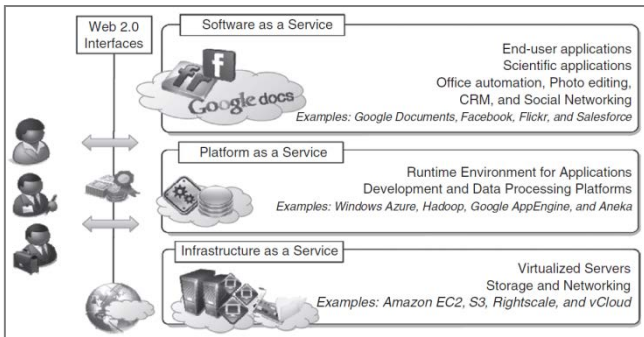 Web 2.0
Interfaces
Software as a Service
f
Google docs
End-user applications
Scientific applications
Office automation, Photo editing,
CRM, and Social Networking
Examples: Google Documents, Facebook, Flickr, and Salesforce
Platform as a Service
Runtime Environment for Applications
Development and Data Processing Platforms
Examples: Windows Azure, Hadoop, Google AppEngine, and Aneka
Infrastructure as a Service
Virtualized Servers
Storage and Networking
Examples: Amazon EC2, S3, Rightscale, and vCloud